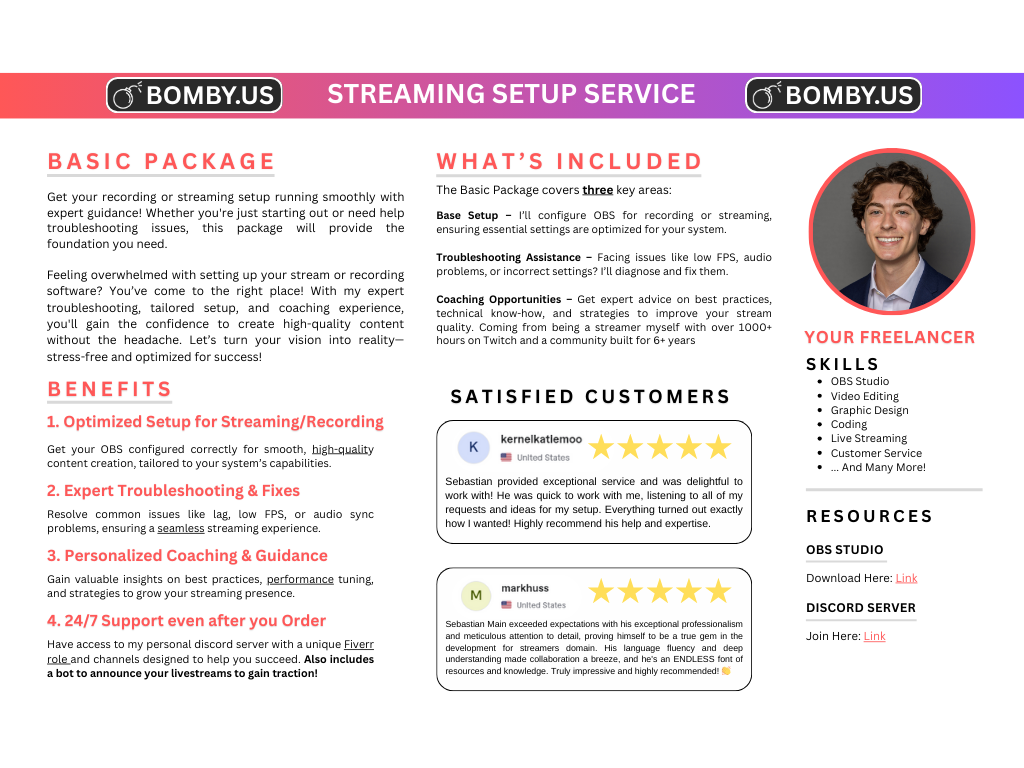 BOMBY.US
STREAMING SETUP SERVICE
BOMBY.US
BASIC PACKAGE
Get your recording or streaming setup running smoothly with
expert guidance! Whether you're just starting out or need help
troubleshooting issues, this package will provide the
foundation you need.
Feeling overwhelmed with setting up your stream or recording
software? You've come to the right place! With my expert
troubleshooting, tailored setup, and coaching experience,
you'll gain the confidence to create high-quality content
without the headache. Let's turn your vision into reality—
stress-free and optimized for success!
BENEFITS
1. Optimized Setup for Streaming/Recording
Get your OBS configured correctly for smooth, high-quality
content creation, tailored to your system's capabilities.
2. Expert Troubleshooting & Fixes
Resolve common issues like lag, low FPS, or audio sync
problems, ensuring a seamless streaming experience.
3. Personalized Coaching & Guidance
Gain valuable insights on best practices, performance tuning,
and strategies to grow your streaming presence.
4. 24/7 Support even after you Order
Have access to my personal discord server with a unique Fiverr
role and channels designed to help you succeed. Also includes
a bot to announce your livestreams to gain traction!
WHAT'S INCLUDED
The Basic Package covers three key areas:
Base Setup – I'll configure OBS for recording or streaming,
ensuring essential settings are optimized for your system.
Troubleshooting Assistance – Facing issues like low FPS, audio
problems, or incorrect settings? I'll diagnose and fix them.
Coaching Opportunities – Get expert advice on best practices,
technical know-how, and strategies to improve your stream
quality. Coming from being a streamer myself with over 1000+
hours on Twitch and a community built for 6+ years
SATISFIED CUSTOMERS
K
kernelkatlemoo
United States
Sebastian provided exceptional service and was delightful to
work with! He was quick to work with me, listening to all of my
requests and ideas for my setup. Everything turned out exactly
how I wanted! Highly recommend his help and expertise.
M
markhuss
United States
Sebastian Main exceeded expectations with his exceptional professionalism
and meticulous attention to detail, proving himself to be a true gem in the
development for streamers domain. His language fluency and deep
understanding made collaboration a breeze, and he's an ENDLESS font of
resources and knowledge. Truly impressive and highly recommended! 👏
YOUR FREELANCER
SKILLS
• OBS Studio
• Video Editing
• Graphic Design
• Coding
• Live Streaming
• Customer Service
• ... And Many More!
RESOURCES
OBS STUDIO
Download Here: Link
DISCORD SERVER
Join Here: Link